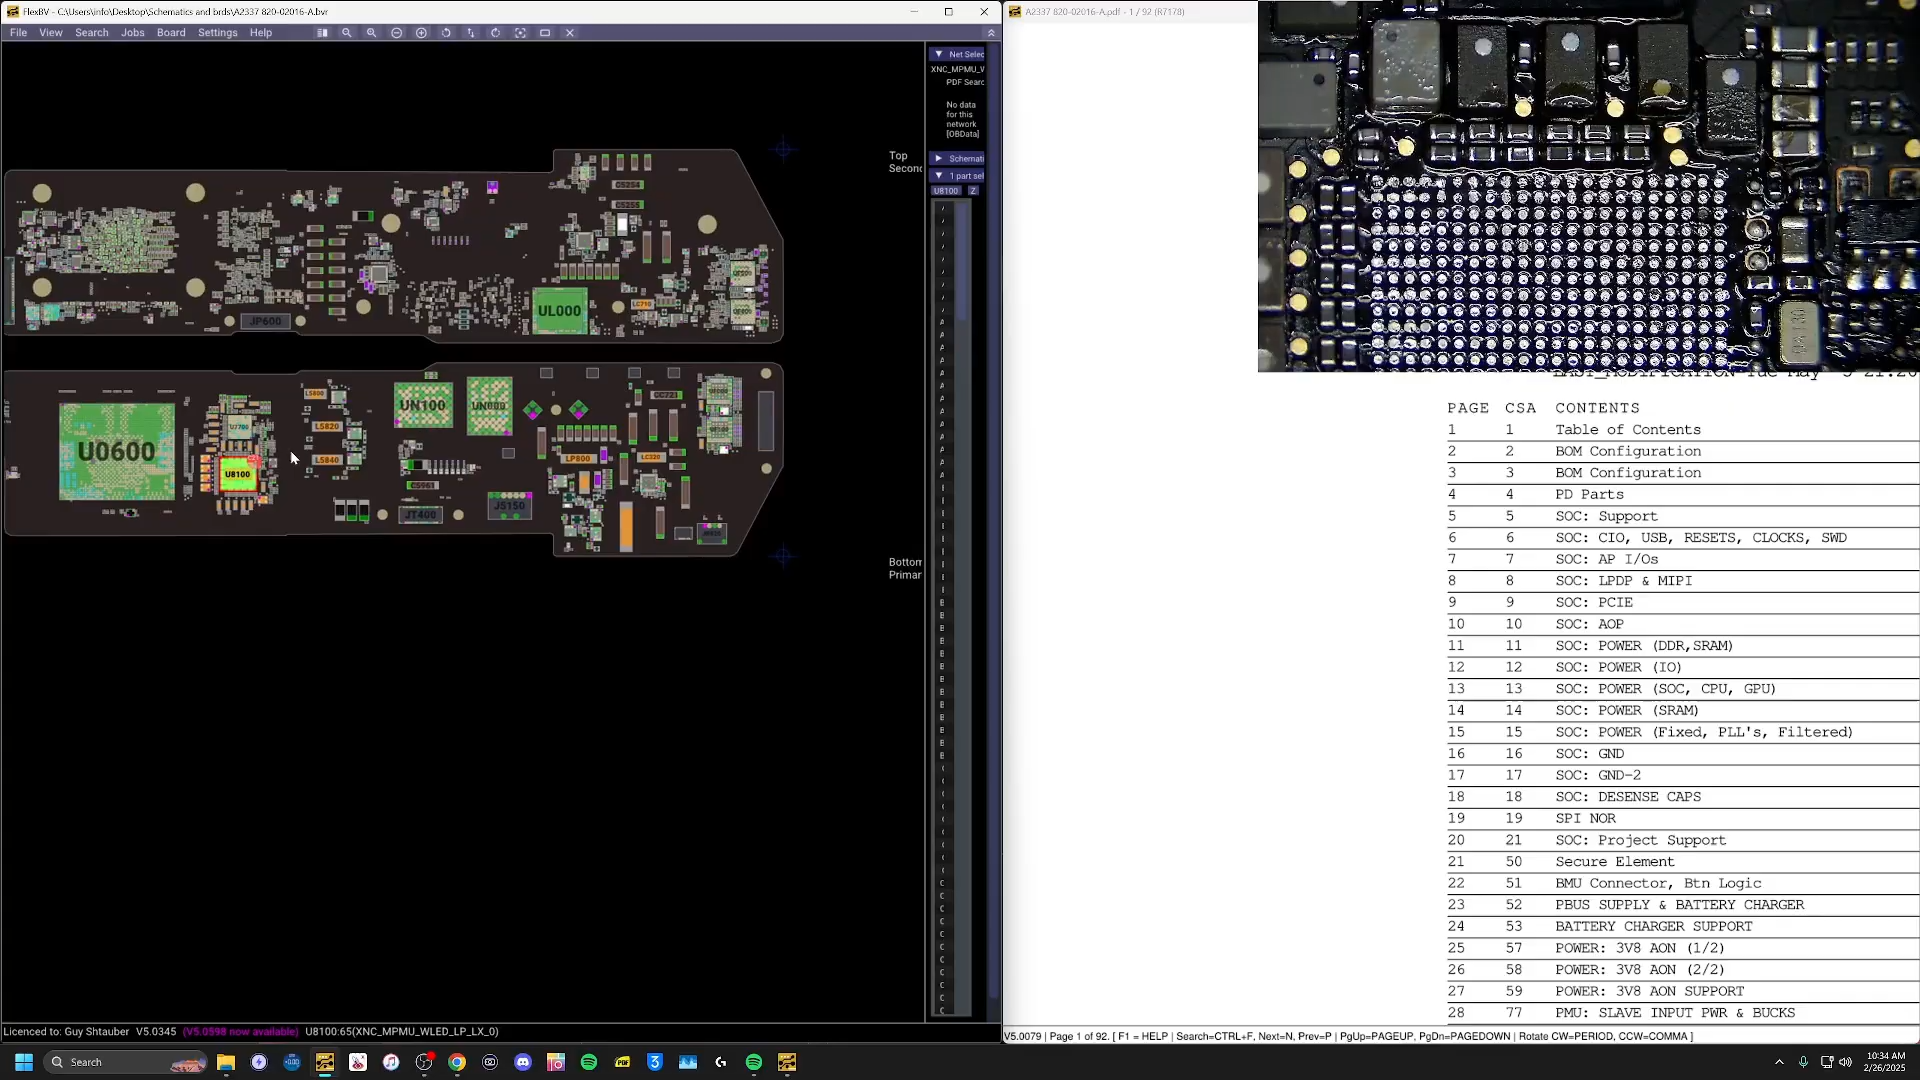 FlexBV - C:\Users\info\Desktop\Schematics and brds\A2337 820-02016-A.bvr
File View Search Jobs Board Settings Help
Net Selec
XNC_MPMU_W
PDF Searc
No data
for this
network
[OBData]
Schemati
1 part sel
U8100 Z
Top
Second
C5254
C5255
UL000
LC710
JP600
L5800
UN100
UN000
U7700
L5820
L5840
U0600
U8100
LP800
LC320
C5961
JT400
J5150
Bottom
Primar
Licenced to: Guy Shtauber V5.0345 (V5.0598 now available) U8100:65(XNC_MPMU_WLED_LP_LX_0)
A2337 820-02016-A.pdf - 1 / 92 (R7178)
PAGE CSA CONTENTS
1 1 Table of Contents
2 2 BOM Configuration
3 3 BOM Configuration
4 4 PD Parts
5 5 SOC: Support
6 6 SOC: CIO, USB, RESETS, CLOCKS, SWD
7 7 SOC: AP I/Os
8 8 SOC: LPDP & MIPI
9 9 SOC: PCIE
10 10 SOC: AOP
11 11 SOC: POWER (DDR,SRAM)
12 12 SOC: POWER (IO)
13 13 SOC: POWER (SOC, CPU, GPU)
14 14 SOC: POWER (SRAM)
15 15 SOC: POWER (Fixed, PLL's, Filtered)
16 16 SOC: GND
17 17 SOC: GND-2
18 18 SOC: DESENSE CAPS
19 19 SPI NOR
20 21 SOC: Project Support
21 50 Secure Element
22 51 BMU Connector, Btn Logic
23 52 PBUS SUPPLY & BATTERY CHARGER
24 53 BATTERY CHARGER SUPPORT
25 57 POWER: 3V8 AON (1/2)
26 58 POWER: 3V8 AON (2/2)
27 59 POWER: 3V8 AON SUPPORT
28 77 PMU: SLAVE INPUT PWR & BUCKS
V5.0079 | Page 1 of 92. [ F1 = HELP | Search=CTRL+F, Next=N, Prev=P | PgUp=PAGEUP, PgDn=PAGEDOWN | Rotate CW=PERIOD, CCW=COMMA ]
Search
10:34 AM
2/26/2025